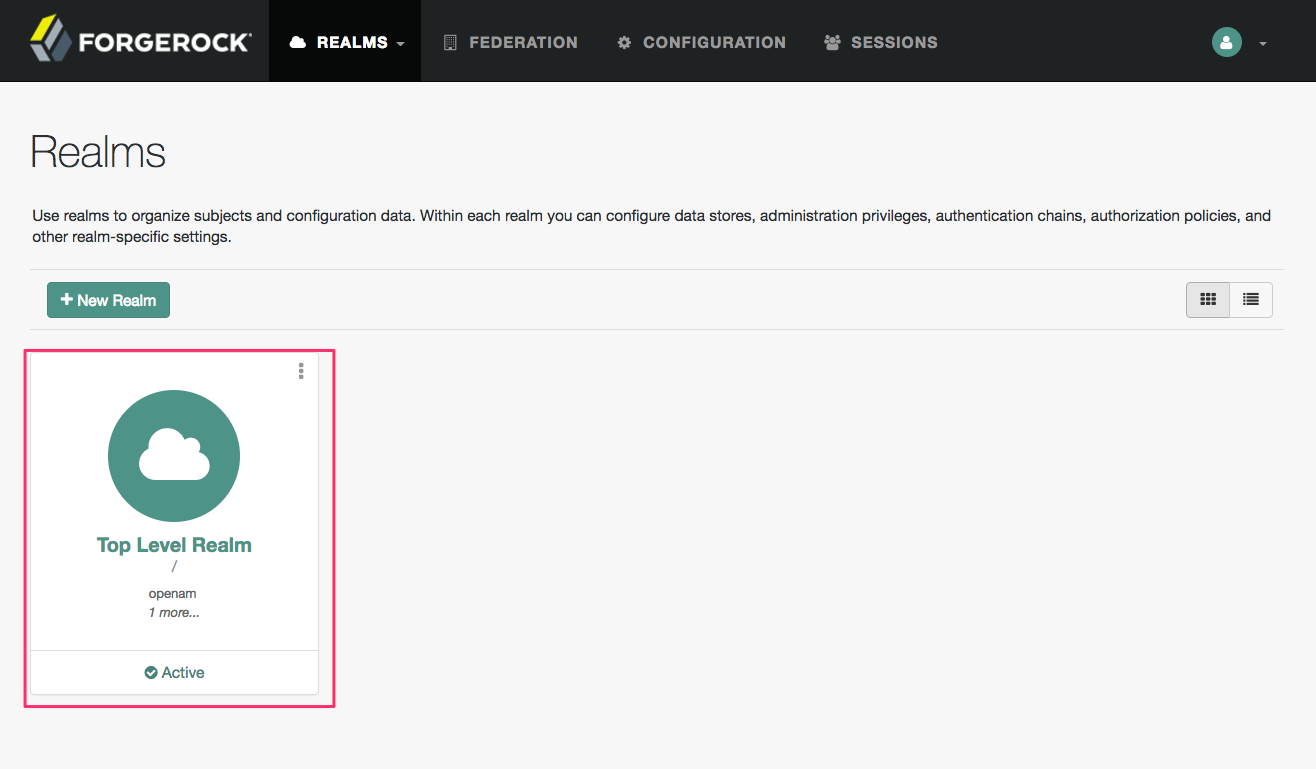 FORGEROCK
REALMS
FEDERATION
CONFIGURATION
SESSIONS
Realms
Use realms to organize subjects and configuration data. Within each realm you can configure data stores, administration privileges, authentication chains, authorization policies, and
other realm-specific settings.
+ New Realm
Top Level Realm
/
openam
1 more...
Active